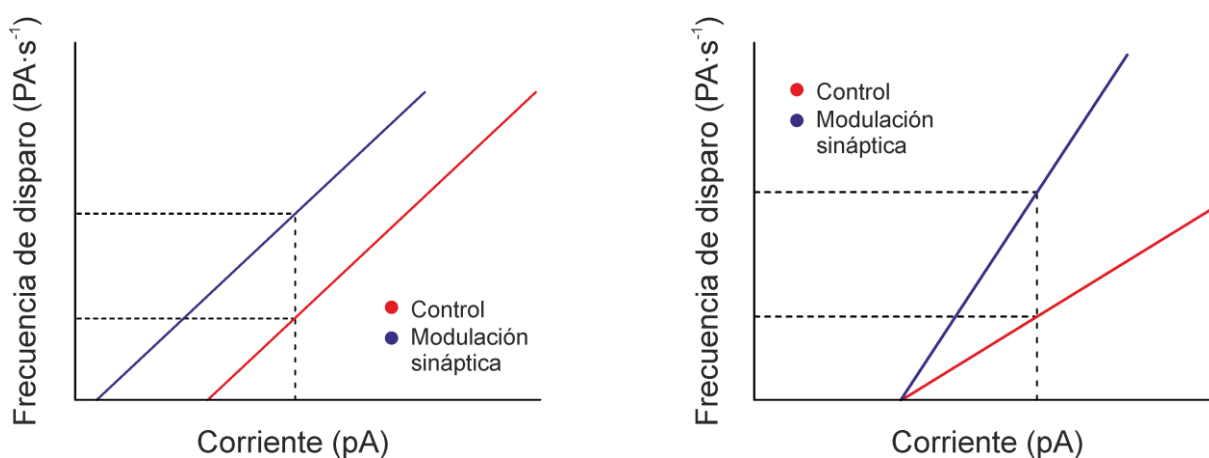 Frecuencia de disparo (PA·s⁻¹)
Control
Modulación
sináptica
Corriente (pA)
Frecuencia de disparo (PA·s⁻¹)
Control
Modulación
sináptica
Corriente (pA)